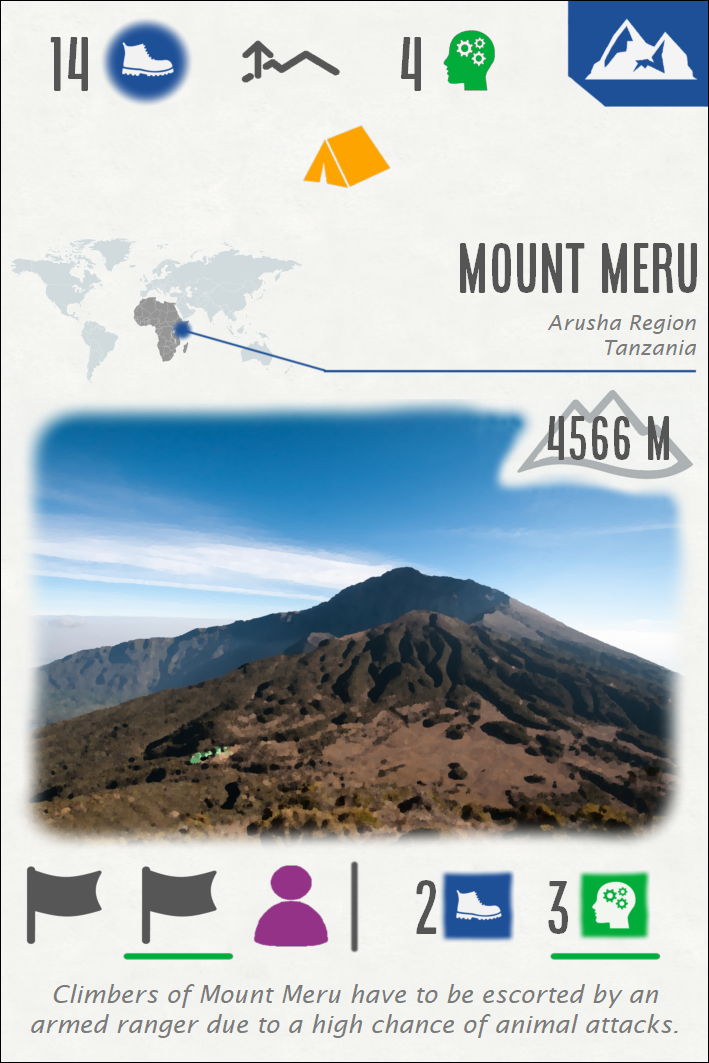 14
4
MOUNT MERU
Arusha Region
Tanzania
4566 M
2
3
Climbers of Mount Meru have to be escorted by an
armed ranger due to a high chance of animal attacks.